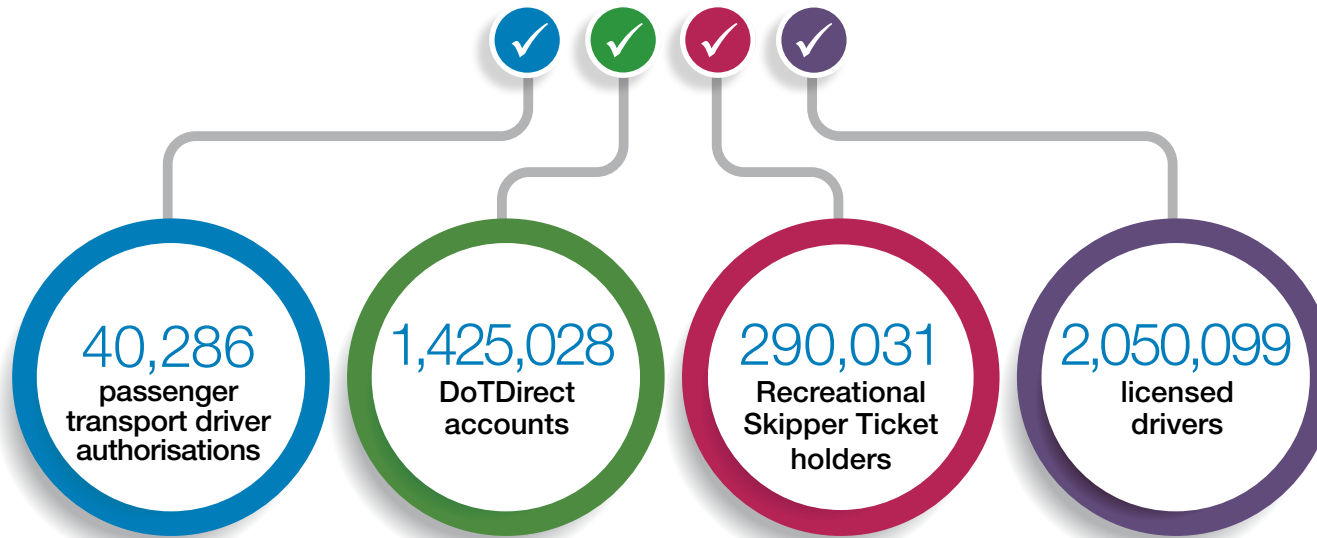 40,286
passenger
transport driver
authorisations
1,425,028
DoTDirect
accounts
290,031
Recreational
Skipper Ticket
holders
2,050,099
licensed
drivers